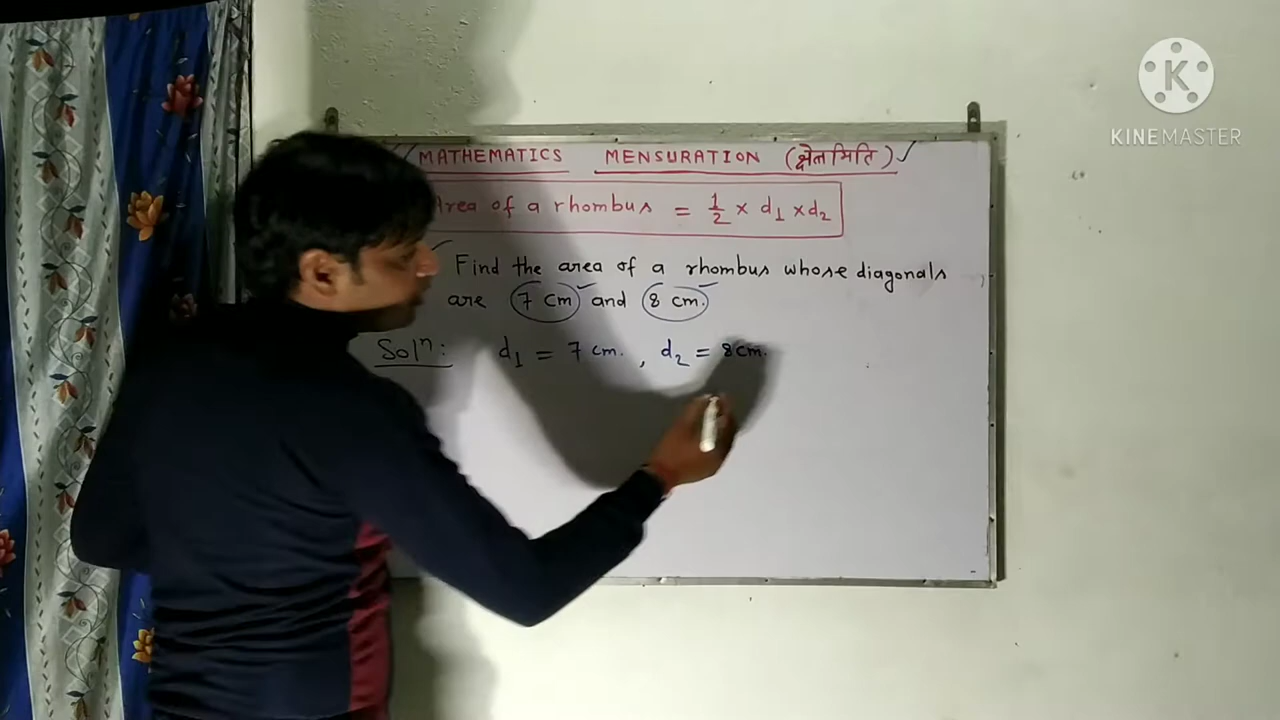 KINEMASTER
MATHEMATICS MENSURATION (क्षेत्रमिति)
Area of a rhombus = 1/2 × d₁ × d₂
Find the area of a rhombus whose diagonals
are 7 cm and 8 cm.
Solⁿ: d₁ = 7 cm. , d₂ = 8 cm.